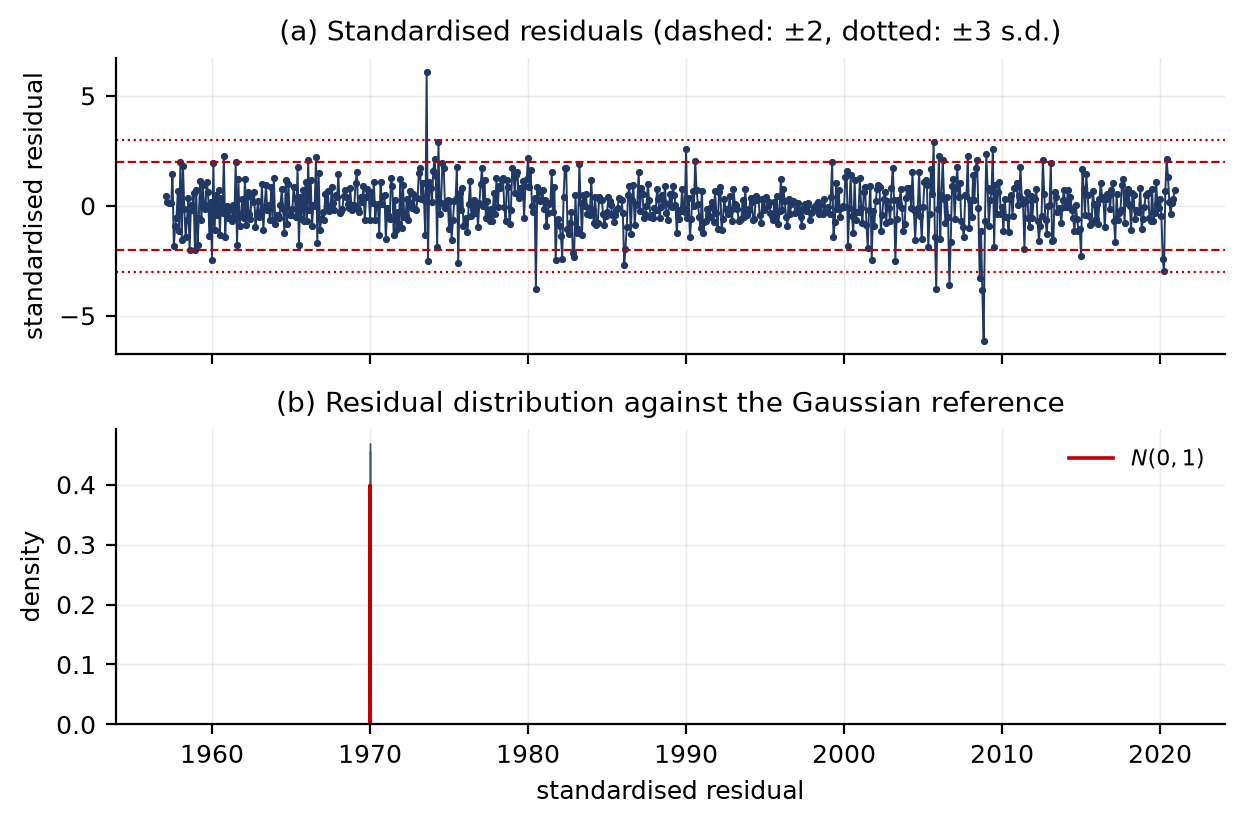 (a) Standardised residuals (dashed: ±2, dotted: ±3 s.d.)
standardised residual
5
0
−5
(b) Residual distribution against the Gaussian reference
N(0, 1)
density
0.4
0.3
0.2
0.1
0.0
1960 1970 1980 1990 2000 2010 2020
standardised residual